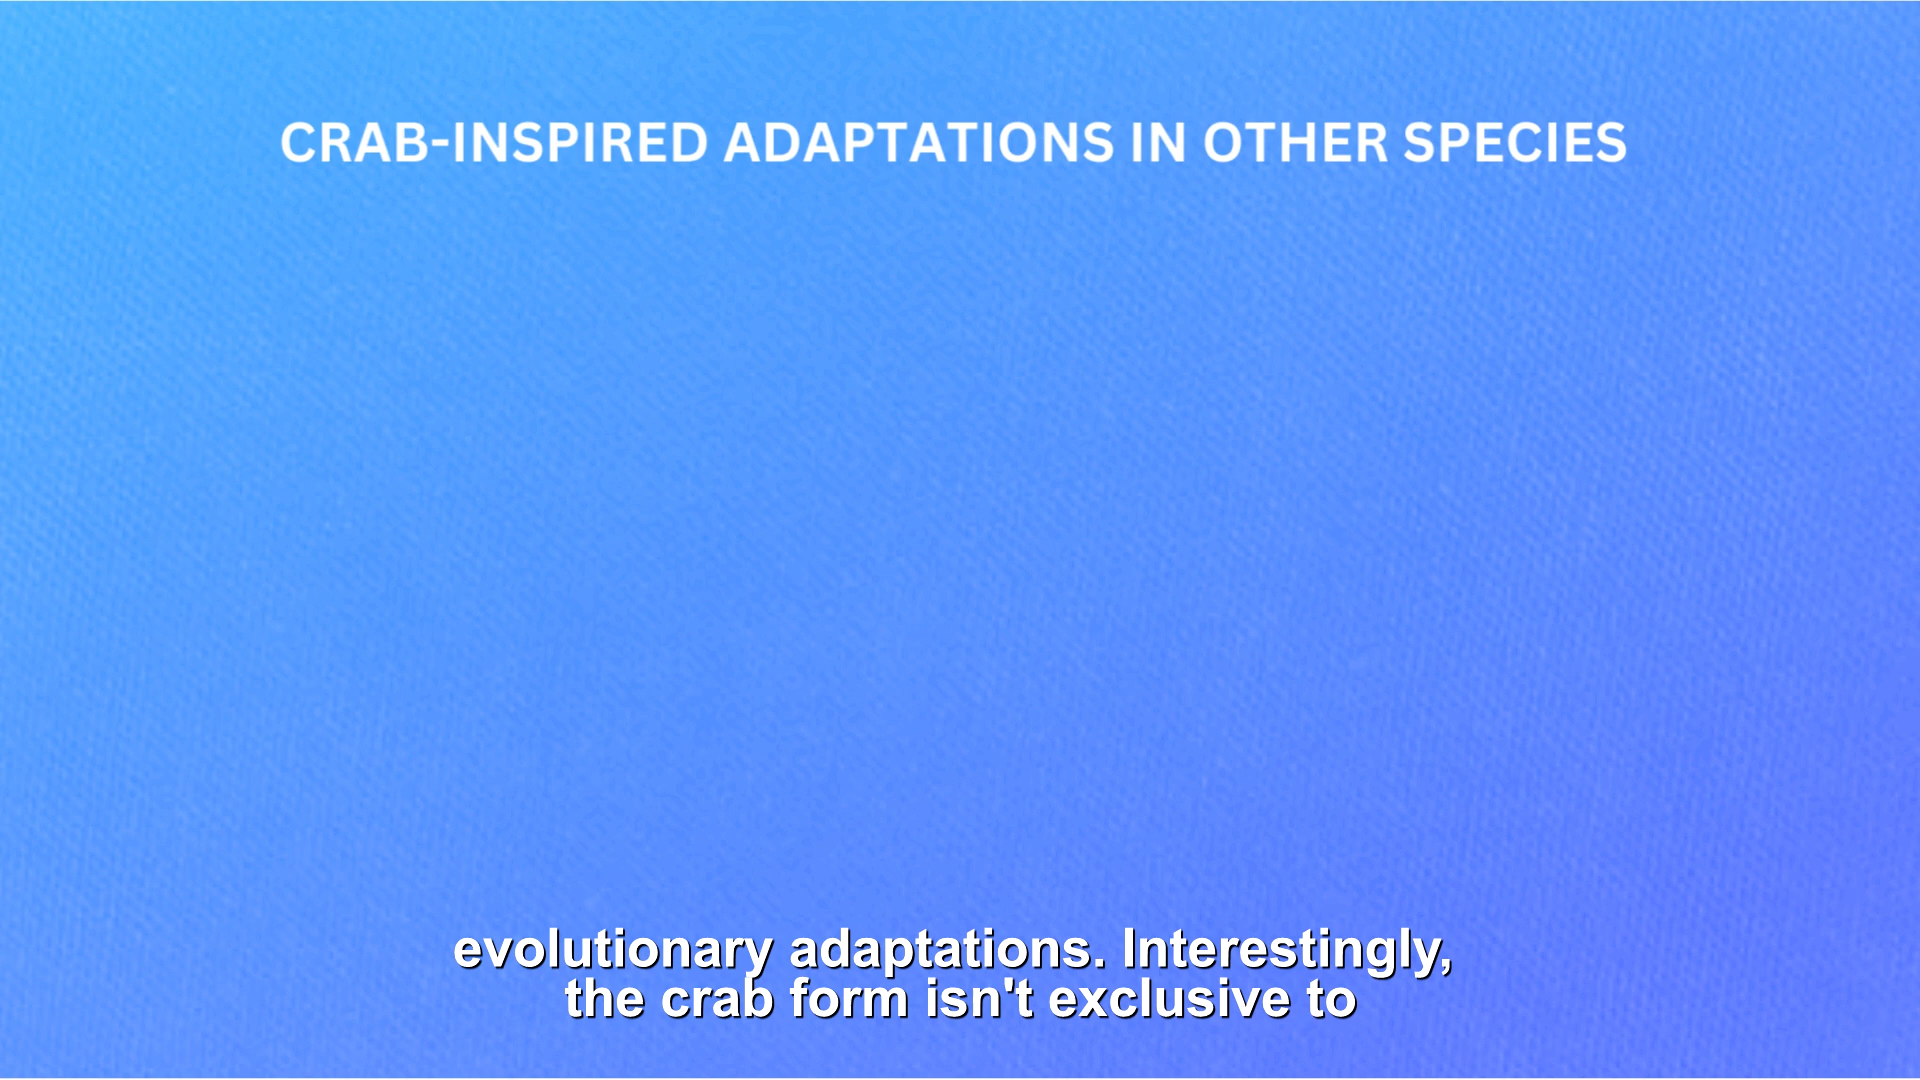 CRAB-INSPIRED ADAPTATIONS IN OTHER SPECIES
evolutionary adaptations. Interestingly,
the crab form isn't exclusive to